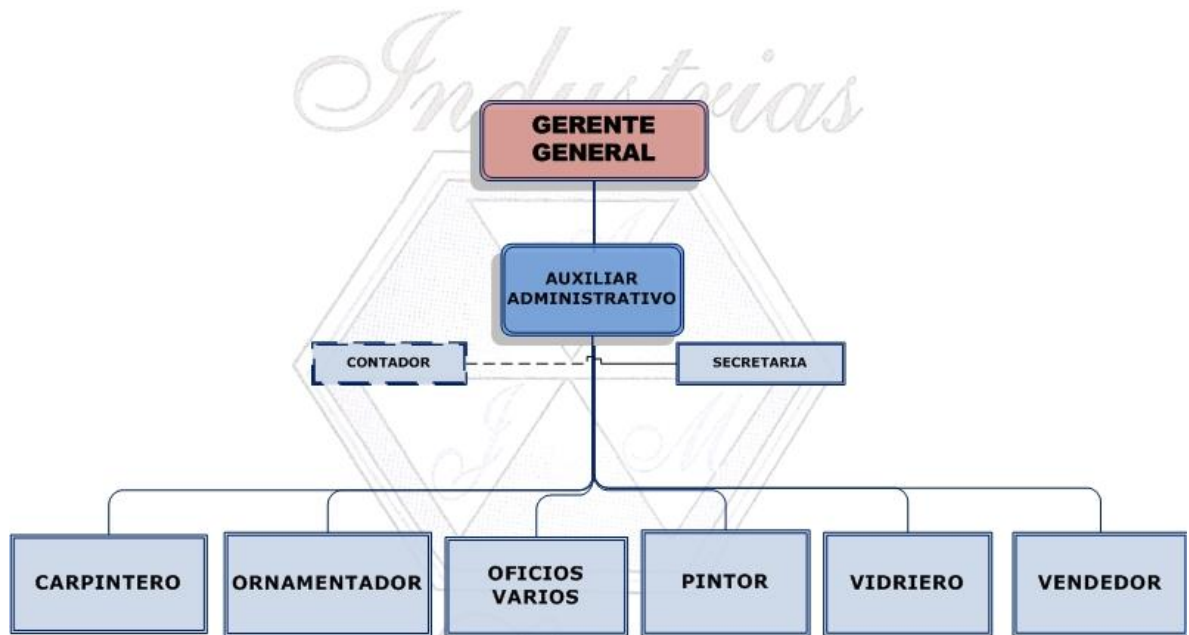 Industrias
GERENTE
GENERAL
AUXILIAR
ADMINISTRATIVO
CONTADOR
SECRETARIA
A
J
M
CARPINTERO
ORNAMENTADOR
OFICIOS
VARIOS
PINTOR
VIDRIERO
VENDEDOR